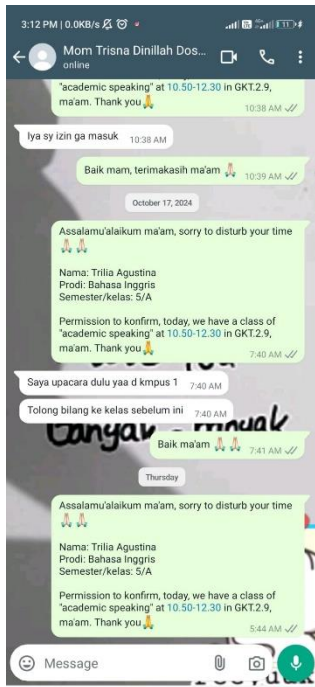 3:12 PM | 0.0KB/s
Mom Trisna Dinillah Dos...
online
"academic speaking" at 10.50-12.30 in GKT.2.9,
ma'am. Thank you🙏
10:38 AM
Iya sy izin ga masuk 10:38 AM
Baik mam, terimakasih ma'am 🙏🏻 10:39 AM
October 17, 2024
Assalamu'alaikum ma'am, sorry to disturb your time
🙏🏻🙏🏻
Nama: Trilia Agustina
Prodi: Bahasa Inggris
Semester/kelas: 5/A
Permission to konfirm, today, we have a class of
"academic speaking" at 10.50-12.30 in GKT.2.9,
ma'am. Thank you🙏
7:40 AM
Saya upacara dulu yaa d kmpus 1 7:40 AM
Tolong bilang ke kelas sebelum ini 7:40 AM
banyak
Baik ma'am 🙏🏻🙏🏻 7:41 AM
Thursday
Assalamu'alaikum ma'am, sorry to disturb your time
🙏🏻🙏🏻
Nama: Trilia Agustina
Prodi: Bahasa Inggris
Semester/kelas: 5/A
Permission to konfirm, today, we have a class of
"academic speaking" at 10.50-12.30 in GKT.2.9,
ma'am. Thank you🙏
5:44 AM
Message